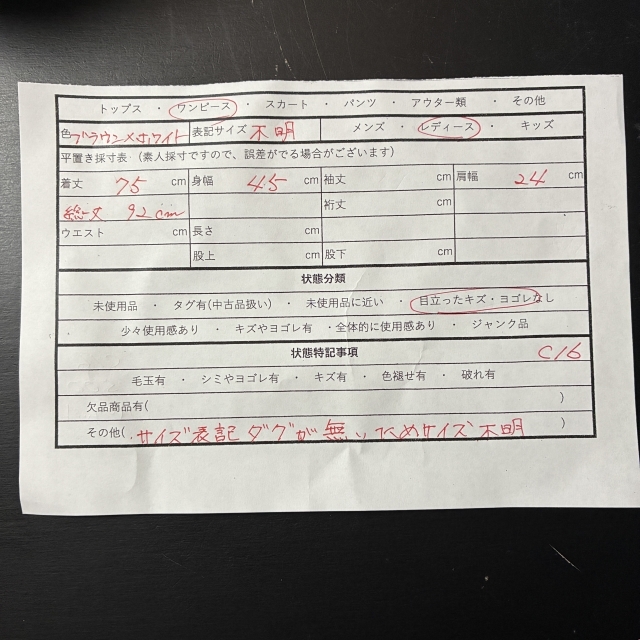 トップス ・ ワンピース ・ スカート ・ パンツ ・ アウター類 ・ その他
色 ブラウン×ホワイト 表記サイズ 不明 メンズ ・ レディース ・ キッズ
平置き採寸表（素人採寸ですので、誤差がでる場合がございます）
着丈 75 cm 身幅 45 cm 袖丈 cm 肩幅 24 cm
総丈 92cm 裄丈 cm
ウエスト cm 長さ cm
股上 cm 股下 cm
状態分類
未使用品 ・ タグ有(中古品扱い) ・ 未使用品に近い ・ 目立ったキズ・ヨゴレなし
少々使用感あり ・ キズやヨゴレ有 ・全体的に使用感あり ・ ジャンク品
状態特記事項 C16
毛玉有 ・ シミやヨゴレ有 ・ キズ有 ・ 色褪せ有 ・ 破れ有
欠品商品有( )
その他( サイズ表記タグが無いためサイズ不明 )